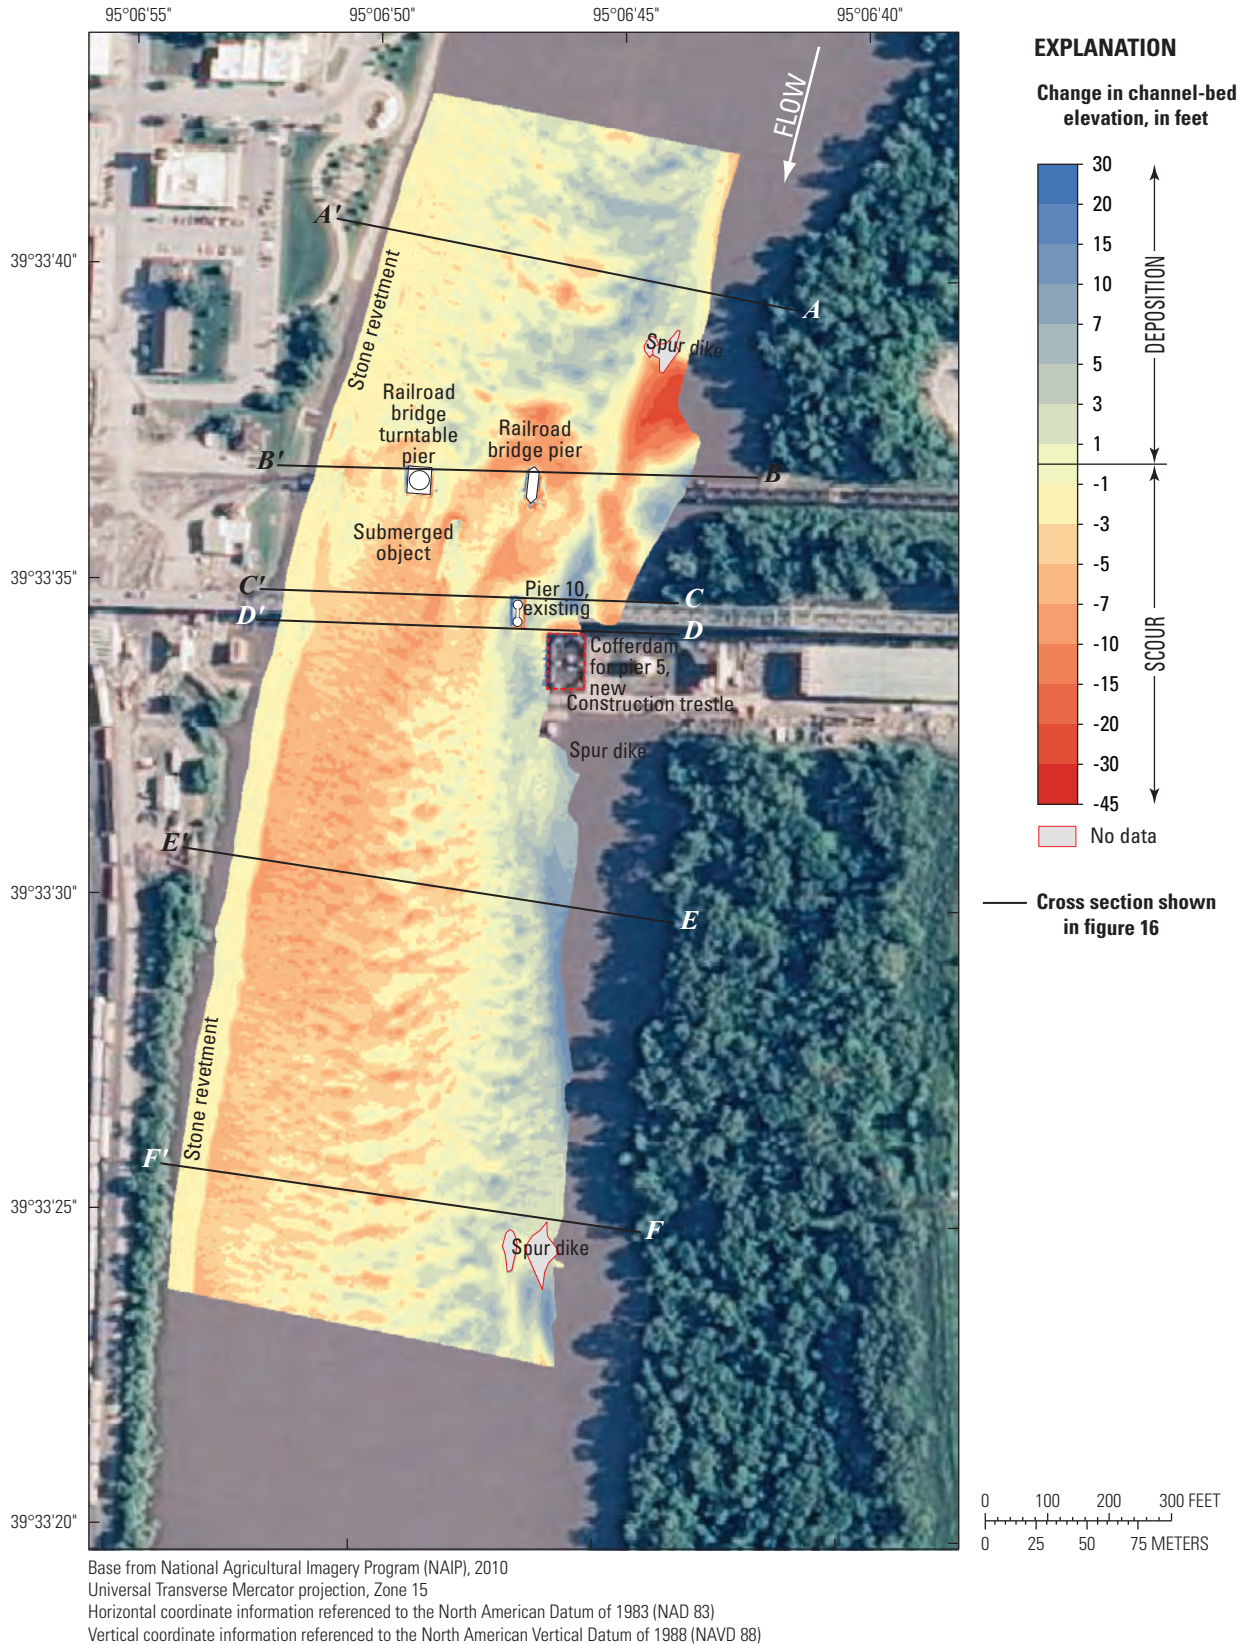 95°06'55" 95°06'50" 95°06'45" 95°06'40"
39°33'40"
39°33'35"
39°33'30"
39°33'25"
39°33'20"
FLOW
A'
A
Stone revetment
Spur dike
Railroad
bridge
turntable
pier
Railroad
bridge pier
B'
B
Submerged
object
C'
Pier 10,
existing
C
D'
D
Cofferdam
for pier 5,
new
Construction trestle
Spur dike
E'
E
Stone revetment
F'
F
Spur dike
EXPLANATION
Change in channel-bed
elevation, in feet
30
20
15
10
7
5
3
1
-1
-3
-5
-7
-10
-15
-20
-30
-45
DEPOSITION
SCOUR
No data
Cross section shown
in figure 16
0 100 200 300 FEET
0 25 50 75 METERS
Base from National Agricultural Imagery Program (NAIP), 2010
Universal Transverse Mercator projection, Zone 15
Horizontal coordinate information referenced to the North American Datum of 1983 (NAD 83)
Vertical coordinate information referenced to the North American Vertical Datum of 1988 (NAVD 88)